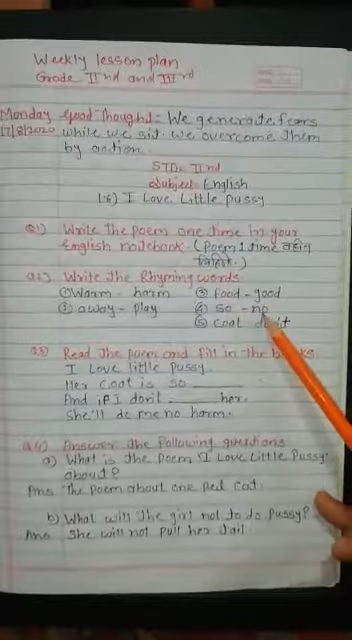 Weekly lesson plan
Grade IInd and IIIrd
Monday Good Thought:- We generate fears
17/8/2020 while we sit. we overcome them
by action.
STD:- IInd
Subject:- English
1.6) I Love Little Pussy
Q.1) Write the poem one time in your
English notebook. (Poem 1 time वहीत
लिहिणे.)
Q.2) Write the Rhyming words
① Warm - harm ③ food - good
② away - play ④ so - no
⑤ coat
Q.3) Read the poem and fill in the
I Love little pussy.
Her coat is so ______
And if I don't ______ her.
She'll do me no harm.
Q.4) Answer the following questions
a) What is the poem 'I Love Little Pussy'
about?
Ans The poem about one Pet cat.
b) What will the girl not to do pussy?
Ans She will not pull her tail.